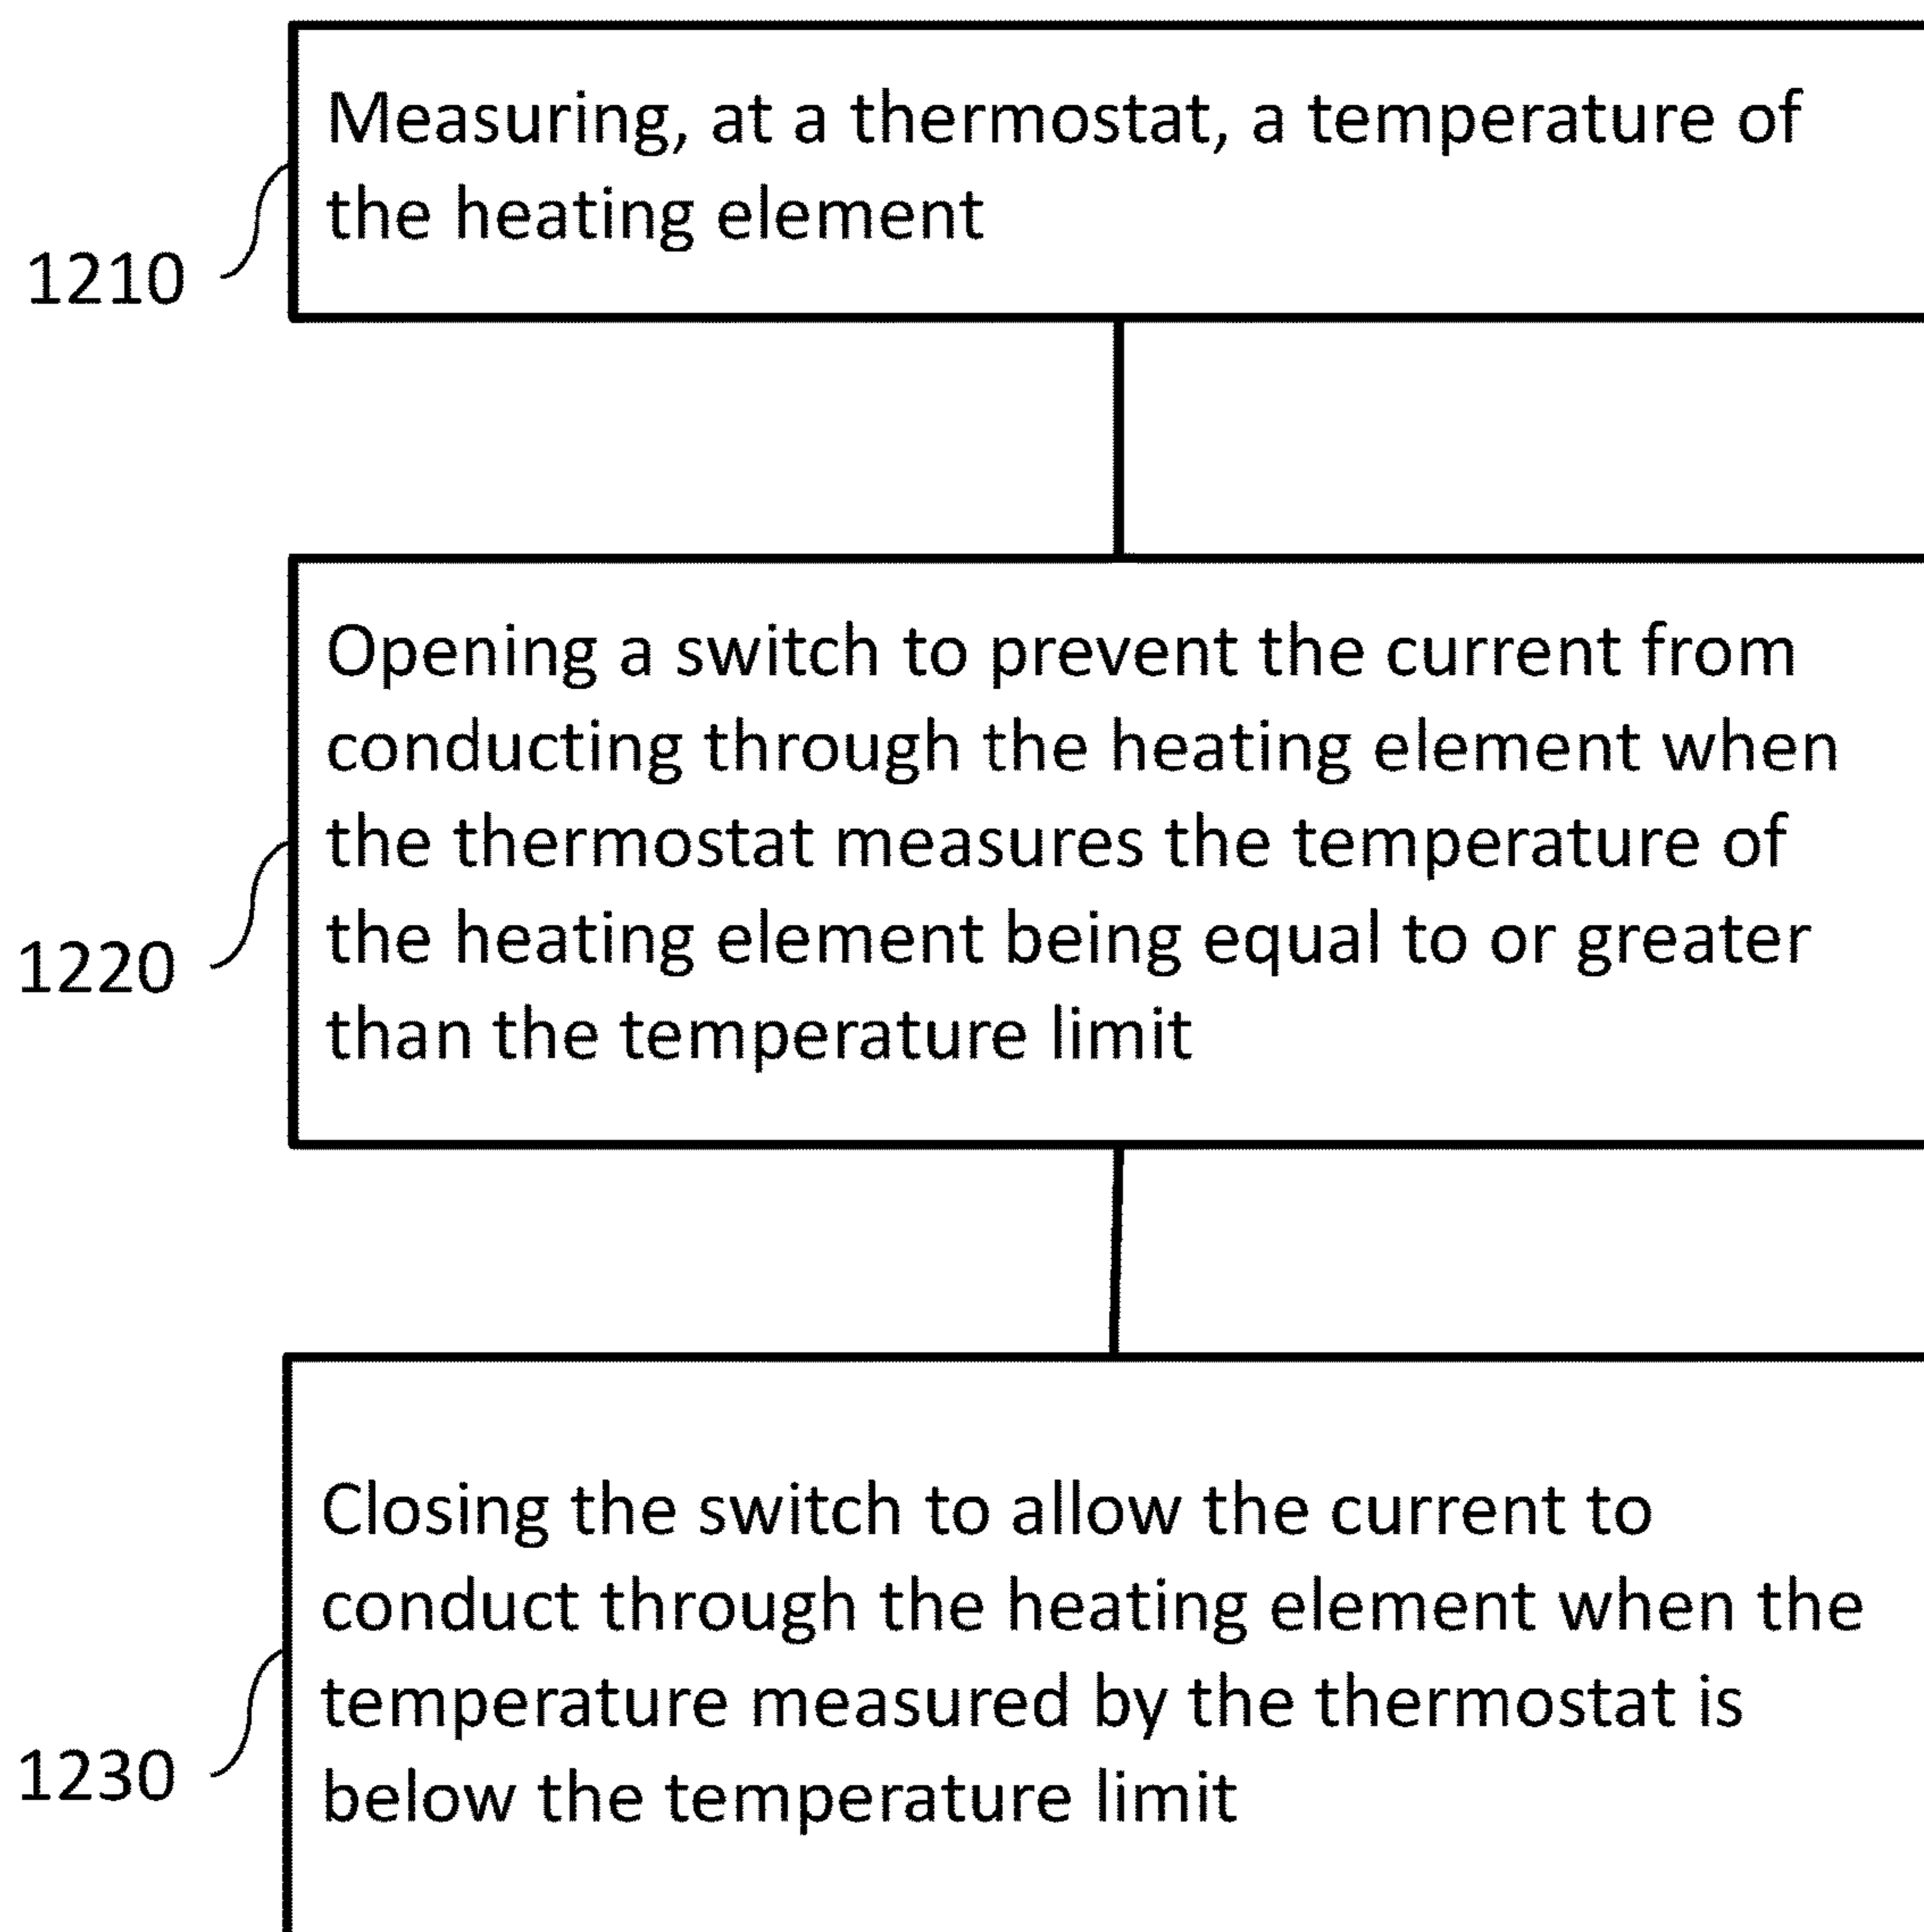 Measuring, at a thermostat, a temperature of
the heating element
1210
Opening a switch to prevent the current from
conducting through the heating element when
the thermostat measures the temperature of
the heating element being equal to or greater
than the temperature limit
1220
Closing the switch to allow the current to
conduct through the heating element when the
temperature measured by the thermostat is
below the temperature limit
1230